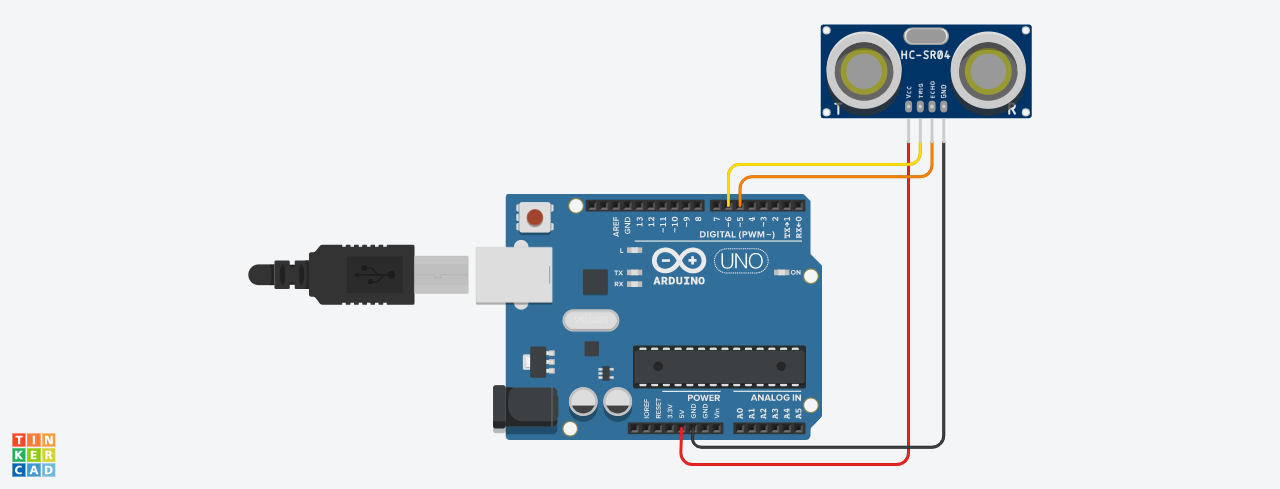 HC-SR04
VCC
TRIG
ECHO
GND
T
R
AREF
GND
13
12
~11
~10
~9
8
7
~6
~5
4
~3
2
TX→1
RX←0
DIGITAL (PWM~)
L
TX
RX
ARDUINO
UNO
ON
POWER
ANALOG IN
IOREF
RESET
3.3V
5V
GND
GND
Vin
A0
A1
A2
A3
A4
A5
TIN
KER
CAD